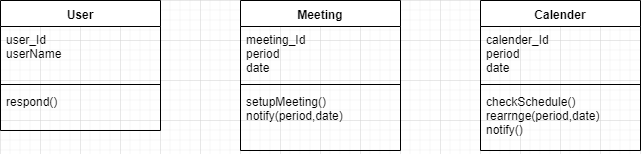 User
user_Id
userName
respond()
Meeting
meeting_Id
period
date
setupMeeting()
notify(period,date)
Calender
calender_Id
period
date
checkSchedule()
rearrnge(period,date)
notify()